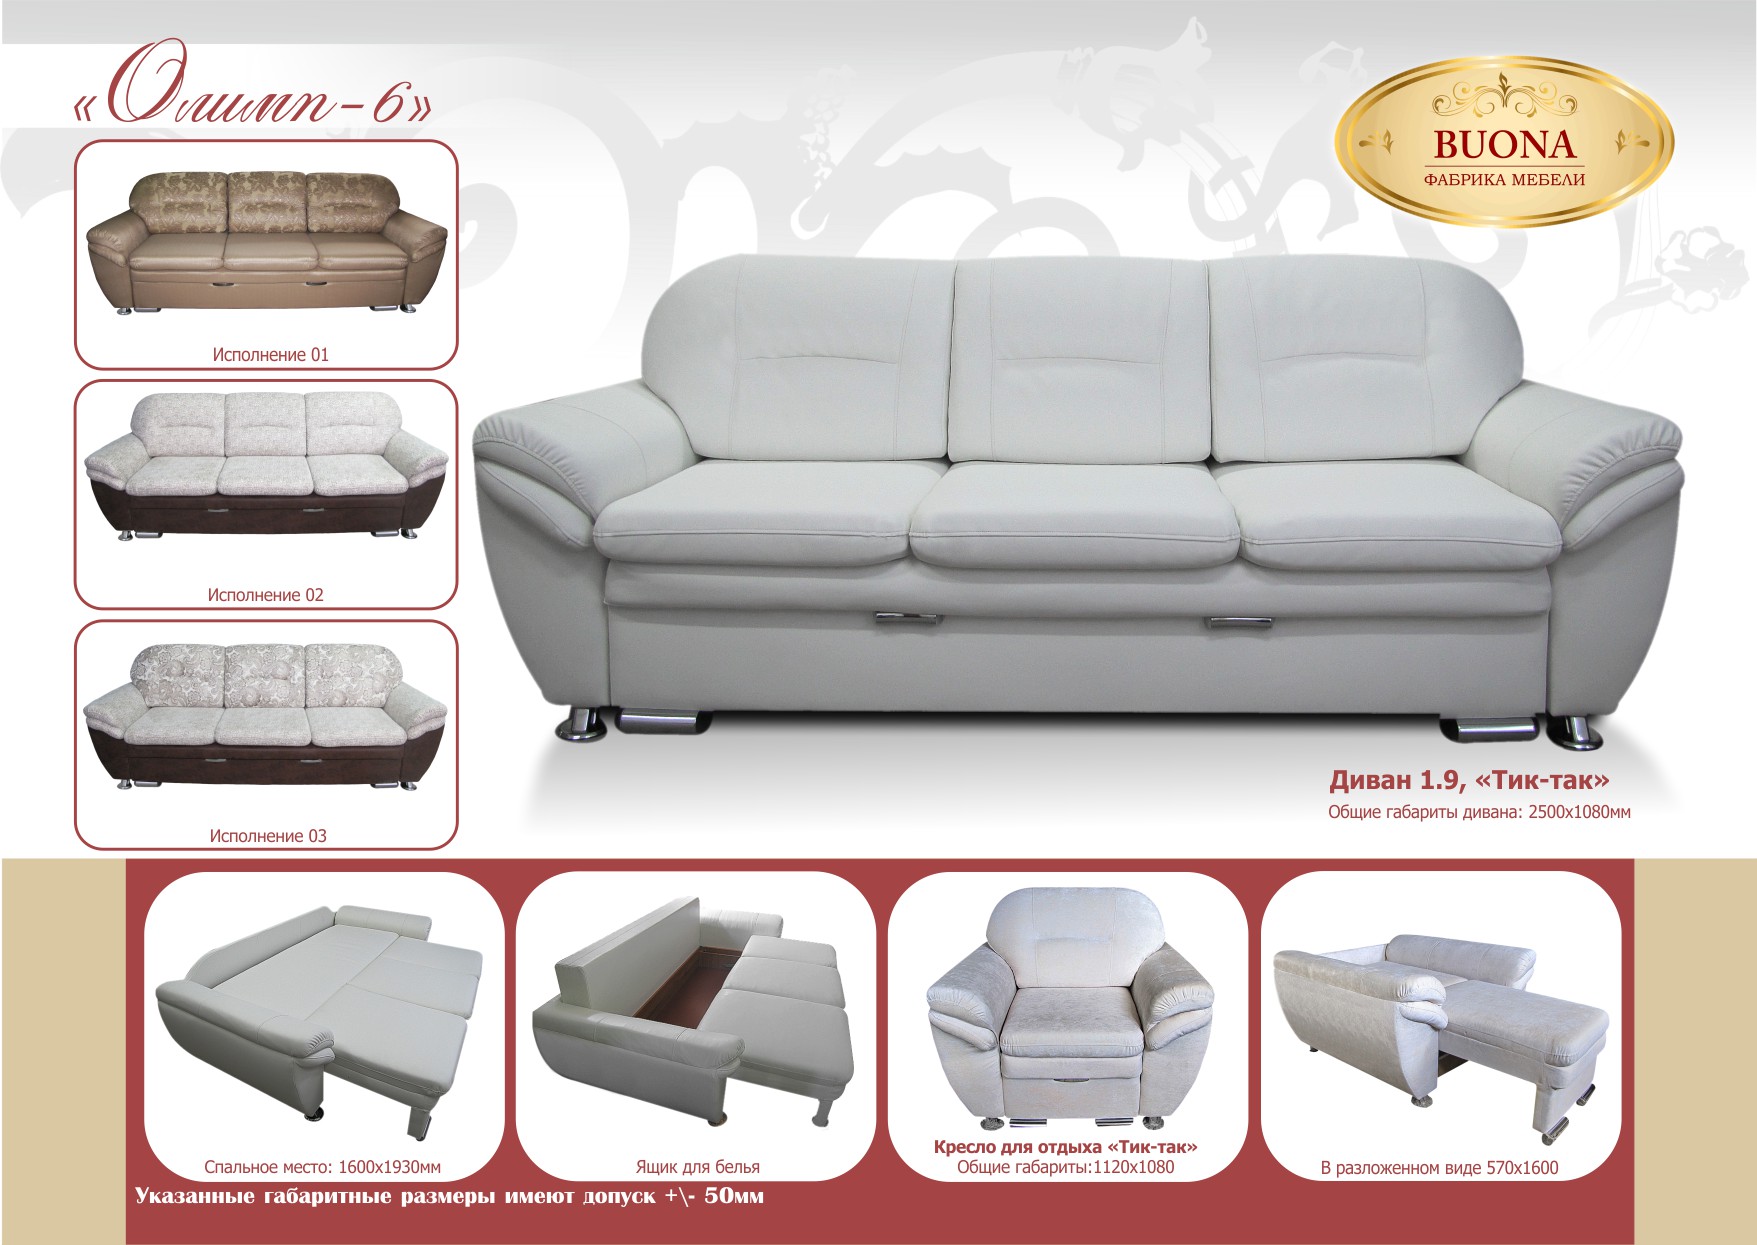 «Олимп-6»
BUONA
ФАБРИКА МЕБЕЛИ
Исполнение 01
Исполнение 02
Исполнение 03
Диван 1.9, «Тик-так»
Общие габариты дивана: 2500х1080мм
Спальное место: 1600х1930мм
Ящик для белья
Кресло для отдыха «Тик-так»
Общие габариты:1120х1080
В разложенном виде 570х1600
Указанные габаритные размеры имеют допуск +\- 50мм